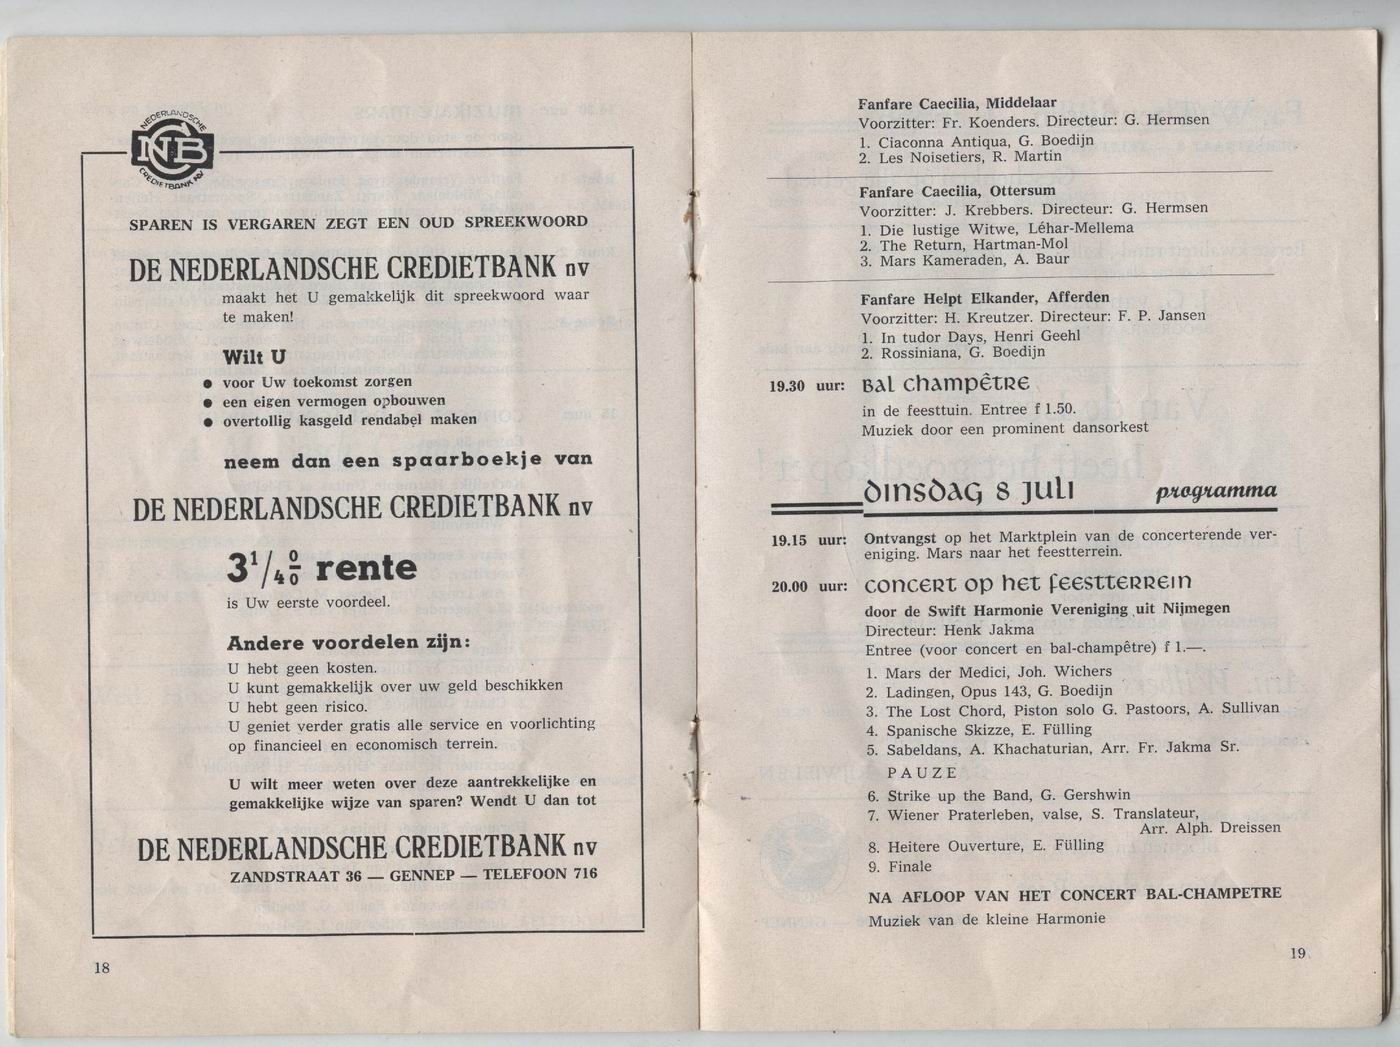 NEDERLANDSCHE
NCB
CREDIETBANK NV
SPAREN IS VERGAREN ZEGT EEN OUD SPREEKWOORD
DE NEDERLANDSCHE CREDIETBANK nv
maakt het U gemakkelijk dit spreekwoord waar
te maken!
Wilt U
● voor Uw toekomst zorgen
● een eigen vermogen opbouwen
● overtollig kasgeld rendabel maken
neem dan een spaarboekje van
DE NEDERLANDSCHE CREDIETBANK nv
3 1/4 % rente
is Uw eerste voordeel.
Andere voordelen zijn:
U hebt geen kosten.
U kunt gemakkelijk over uw geld beschikken
U hebt geen risico.
U geniet verder gratis alle service en voorlichting
op financieel en economisch terrein.
U wilt meer weten over deze aantrekkelijke en
gemakkelijke wijze van sparen? Wendt U dan tot
DE NEDERLANDSCHE CREDIETBANK nv
ZANDSTRAAT 36 — GENNEP — TELEFOON 716
18
Fanfare Caecilia, Middelaar
Voorzitter: Fr. Koenders. Directeur: G. Hermsen
1. Ciaconna Antiqua, G. Boedijn
2. Les Noisetiers, R. Martin
Fanfare Caecilia, Ottersum
Voorzitter: J. Krebbers. Directeur: G. Hermsen
1. Die lustige Witwe, Léhar-Mellema
2. The Return, Hartman-Mol
3. Mars Kameraden, A. Baur
Fanfare Helpt Elkander, Afferden
Voorzitter: H. Kreutzer. Directeur: F. P. Jansen
1. In tudor Days, Henri Geehl
2. Rossiniana, G. Boedijn
19.30 uur: Bal champêtre
in de feesttuin. Entree f 1.50.
Muziek door een prominent dansorkest
dinsdag 8 juli programma
19.15 uur: Ontvangst op het Marktplein van de concerterende ver-
eniging. Mars naar het feestterrein.
20.00 uur: concert op het feestterrein
door de Swift Harmonie Vereniging uit Nijmegen
Directeur: Henk Jakma
Entree (voor concert en bal-champêtre) f 1.—.
1. Mars der Medici, Joh. Wichers
2. Ladingen, Opus 143, G. Boedijn
3. The Lost Chord, Piston solo G. Pastoors, A. Sullivan
4. Spanische Skizze, E. Fülling
5. Sabeldans, A. Khachaturian, Arr. Fr. Jakma Sr.
PAUZE
6. Strike up the Band, G. Gershwin
7. Wiener Praterleben, valse, S. Translateur,
Arr. Alph. Dreissen
8. Heitere Ouverture, E. Fülling
9. Finale
NA AFLOOP VAN HET CONCERT BAL-CHAMPETRE
Muziek van de kleine Harmonie
19